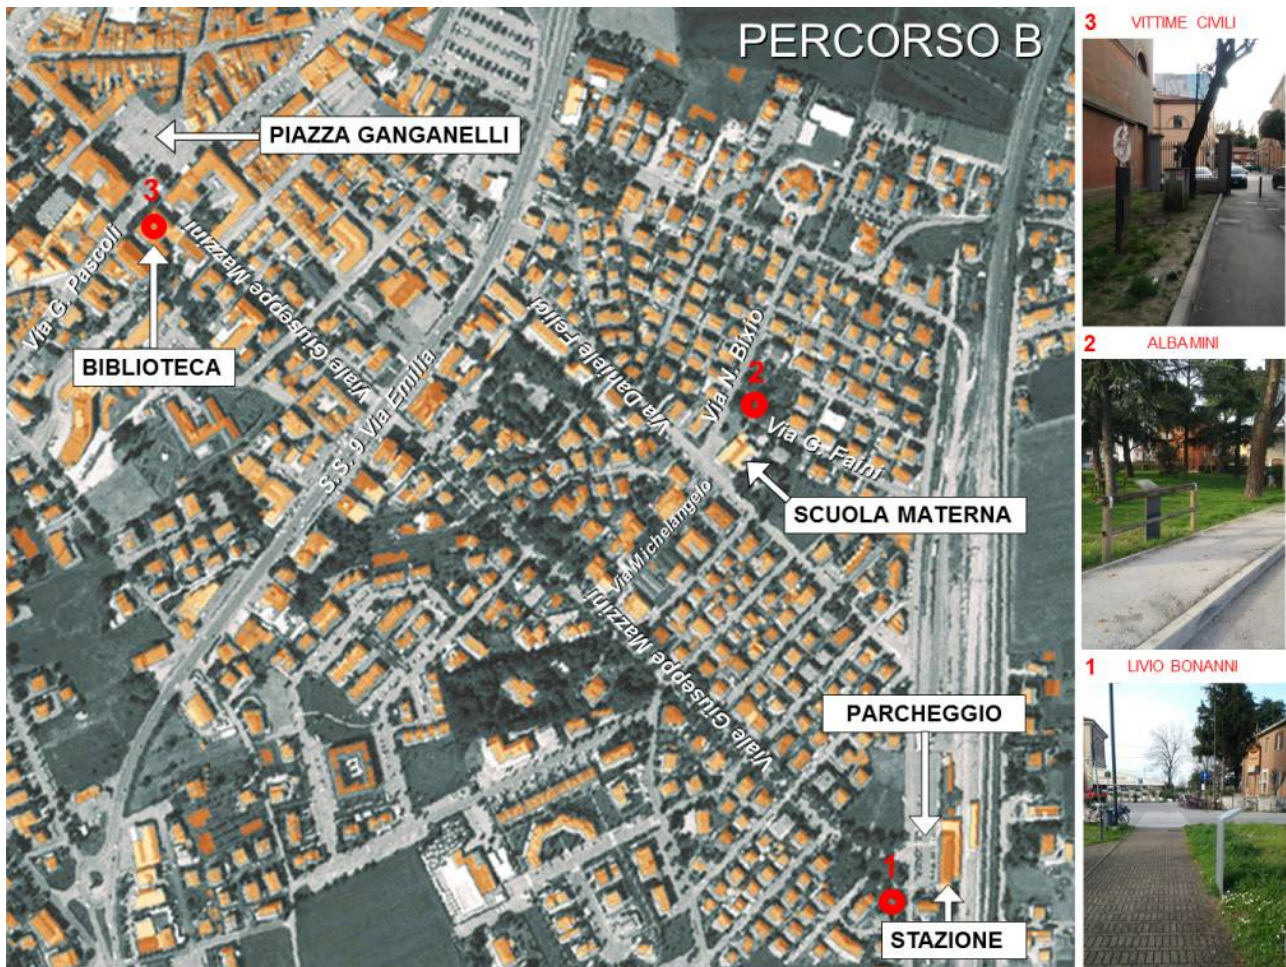 PERCORSO B
PIAZZA GANGANELLI
3
Via G. Pascoli
Viale Giuseppe Mazzini
BIBLIOTECA
S.S. 9 Via Emilia
Via Daniele Felici
Via N. Bixio
2
Via G. Faini
SCUOLA MATERNA
Via Michelangelo
Viale Giuseppe Mazzini
PARCHEGGIO
1
STAZIONE
3 VITTIME CIVILI
2 ALBAMINI
1 LIVIO BONANNI